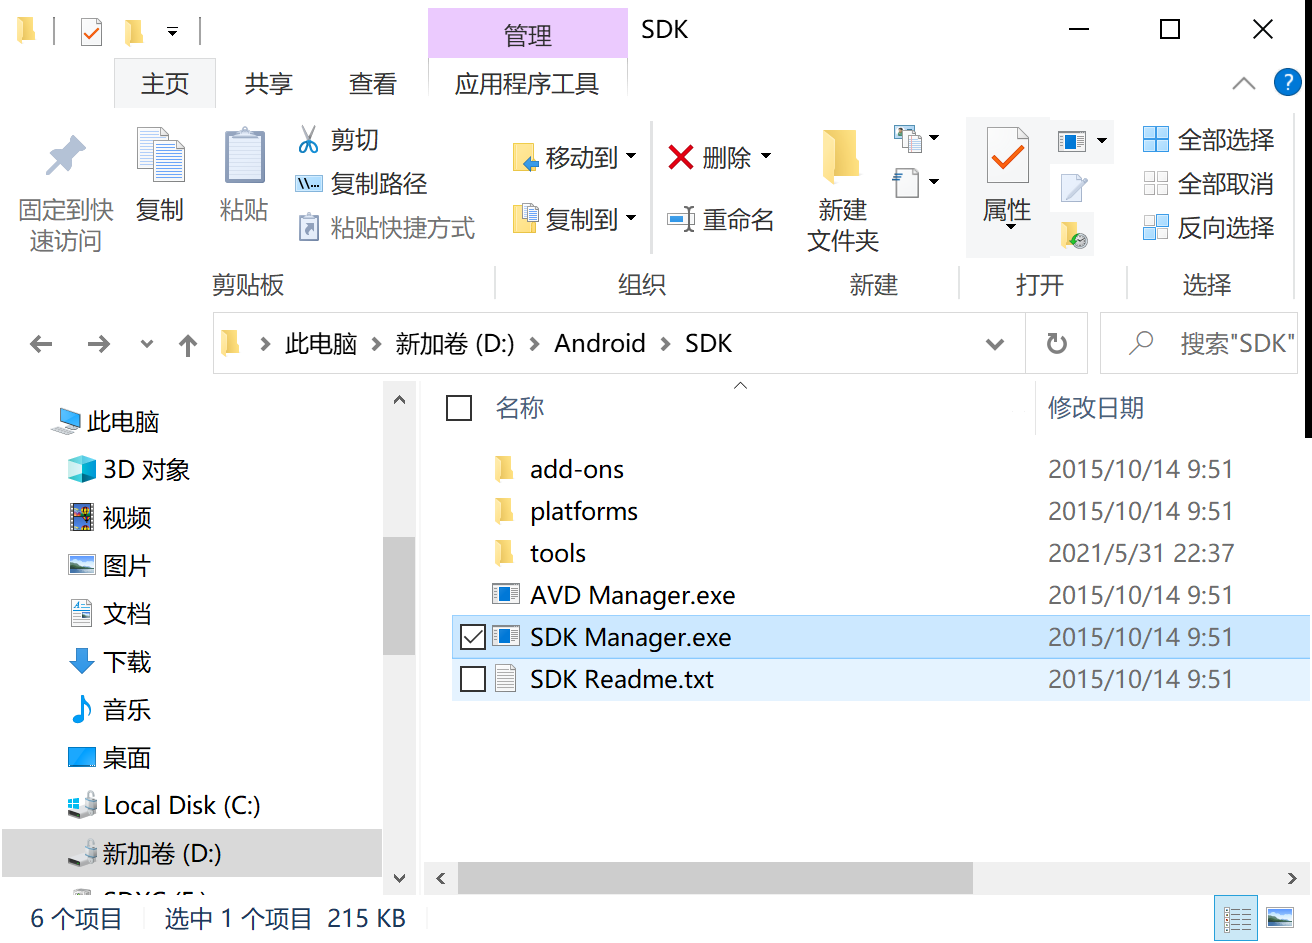 管理
SDK
主页
共享
查看
应用程序工具
固定到快
速访问
复制
粘贴
剪切
复制路径
粘贴快捷方式
移动到
复制到
删除
重命名
新建
文件夹
属性
全部选择
全部取消
反向选择
剪贴板
组织
新建
打开
选择
此电脑
新加卷 (D:)
Android
SDK
搜索"SDK"
此电脑
3D 对象
视频
图片
文档
下载
音乐
桌面
Local Disk (C:)
新加卷 (D:)
名称
修改日期
add-ons
2015/10/14 9:51
platforms
2015/10/14 9:51
tools
2021/5/31 22:37
AVD Manager.exe
2015/10/14 9:51
SDK Manager.exe
2015/10/14 9:51
SDK Readme.txt
2015/10/14 9:51
6 个项目
选中 1 个项目
215 KB